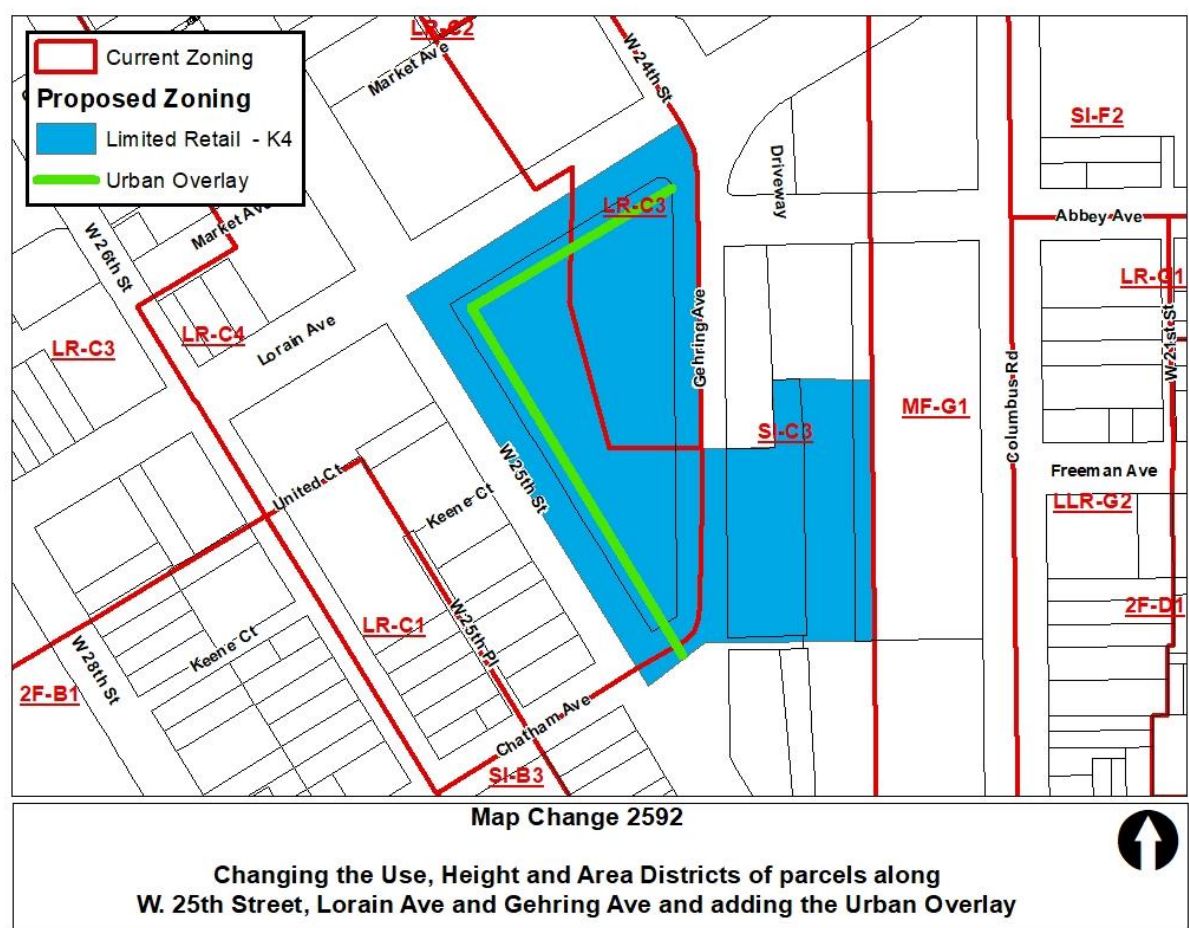 LR-C2
Current Zoning
Proposed Zoning
Limited Retail - K4
Urban Overlay
Market Ave
W 24th St
SI-F2
Driveway
Market Ave
W 26th St
LR-C3
Abbey Ave
LR-G1
LR-C3
LR-C4
Lorain Ave
Gehring Ave
Columbus Rd
W 21st St
MF-G1
SI-C3
W 25th St
United Ct
Keene Ct
Freeman Ave
LLR-G2
2F-D1
LR-C1
W 25th Pl
Keene Ct
W 28th St
2F-B1
Chatham Ave
SI-B3
Map Change 2592
Changing the Use, Height and Area Districts of parcels along
W. 25th Street, Lorain Ave and Gehring Ave and adding the Urban Overlay